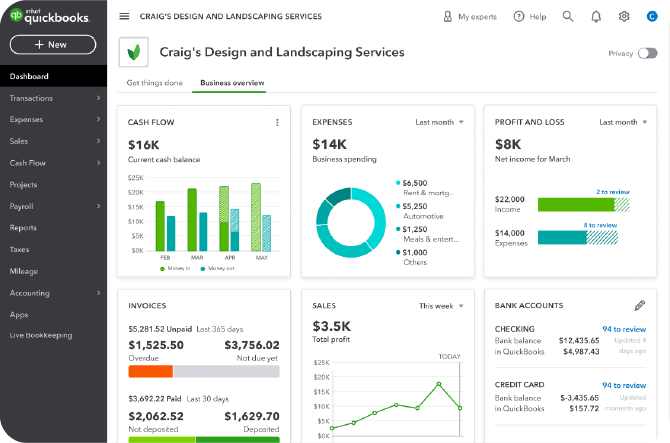 intuit
quickbooks.
+ New
Dashboard
Transactions
Expenses
Sales
Cash Flow
Projects
Payroll
Reports
Taxes
Mileage
Accounting
Apps
Live Bookkeeping
CRAIG'S DESIGN AND LANDSCAPING SERVICES
My experts
Help
C
Craig's Design and Landscaping Services
Privacy
Get things done
Business overview
CASH FLOW
$16K
Current cash balance
$25K
$20K
$15K
$10K
$5K
$0K
FEB MAR APR MAY
Money in Money out
EXPENSES
Last month
$14K
Business spending
$6,500
Rent & mortg..
$5,250
Automotive
$1,250
Meals & entert...
$1,000
Others
PROFIT AND LOSS
Last month
$8K
Net income for March
2 to review
$22,000
Income
8 to review
$14,000
Expenses
INVOICES
$5,281.52 Unpaid Last 365 days
$1,525.50 $3,756.02
Overdue Not due yet
$3,692.22 Paid Last 30 days
$2,062.52 $1,629.70
Not deposited Deposited
SALES
This week
$3.5K
Total profit
TODAY
$25K
$20K
$15K
$10K
$5K
$0K
BANK ACCOUNTS
CHECKING 94 to review
Bank balance $12,435.65 Updated 4
in QuickBooks $4,987.43 days ago
CREDIT CARD 94 to review
Bank balance $-3,435.65 Updated
in QuickBooks $157.72 moments ago